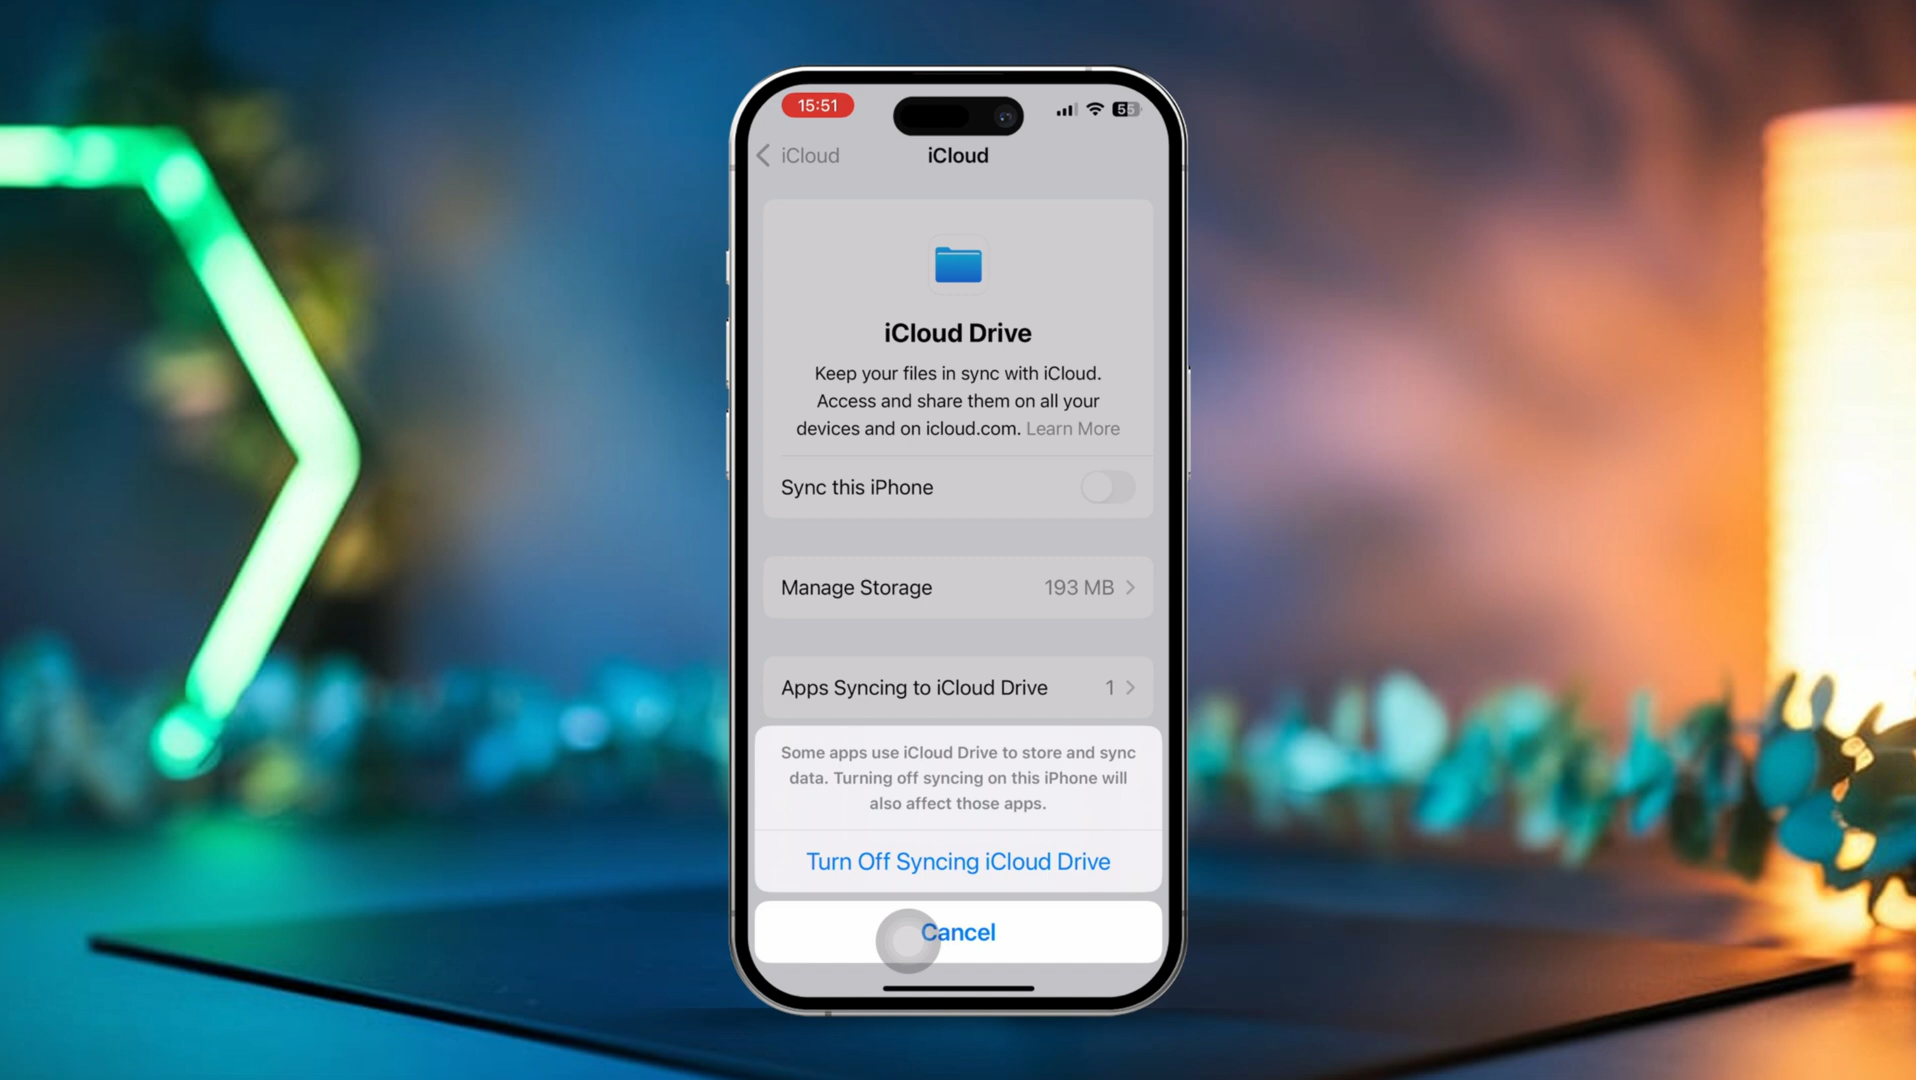 15:51
55
iCloud
iCloud
iCloud Drive
Keep your files in sync with iCloud.
Access and share them on all your
devices and on icloud.com. Learn More
Sync this iPhone
Manage Storage 193 MB
Apps Syncing to iCloud Drive 1
Some apps use iCloud Drive to store and sync
data. Turning off syncing on this iPhone will
also affect those apps.
Turn Off Syncing iCloud Drive
Cancel